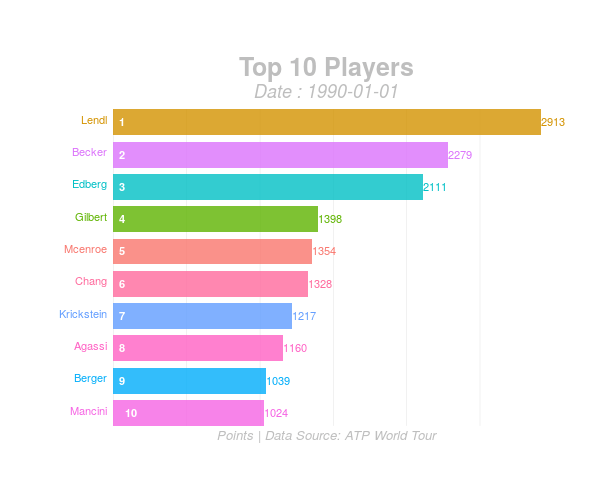 Top 10 Players
Date : 1990-01-01
Lendl 1 2913
Becker 2 2279
Edberg 3 2111
Gilbert 4 1398
Mcenroe 5 1354
Chang 6 1328
Krickstein 7 1217
Agassi 8 1160
Berger 9 1039
Mancini 10 1024
Points | Data Source: ATP World Tour